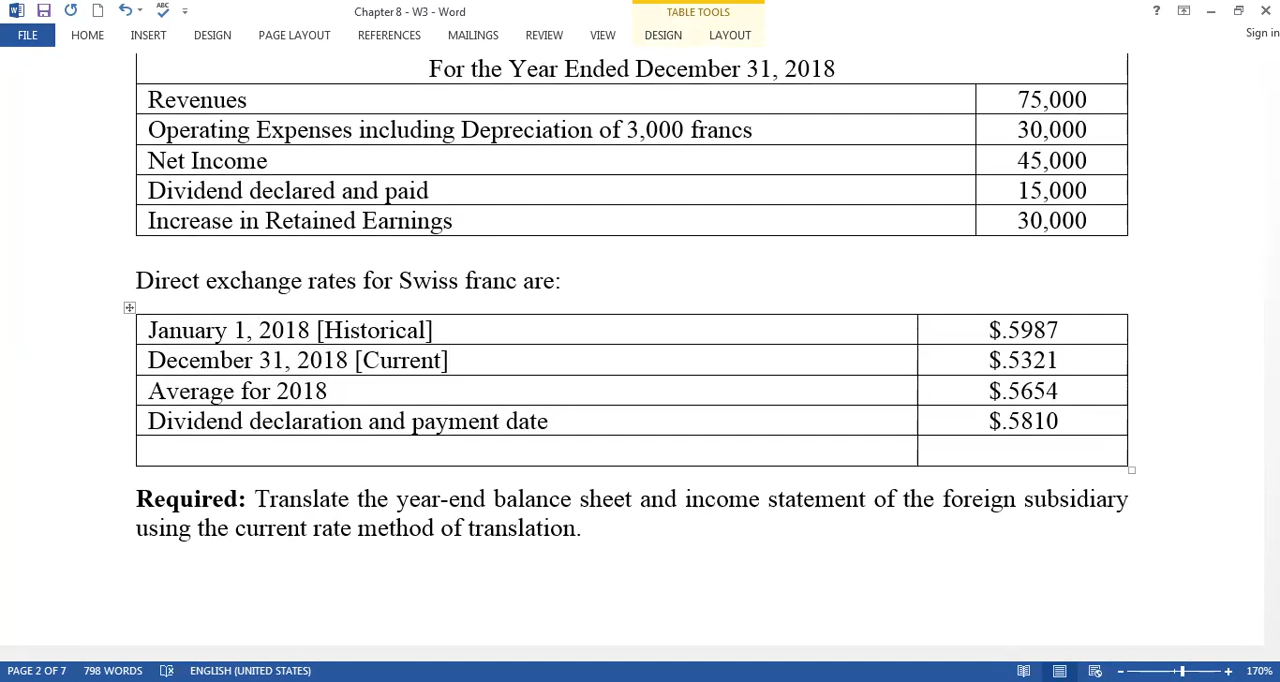 Chapter 8 - W3 - Word
TABLE TOOLS
?
Sign in
FILE HOME INSERT DESIGN PAGE LAYOUT REFERENCES MAILINGS REVIEW VIEW DESIGN LAYOUT
For the Year Ended December 31, 2018
Revenues 75,000
Operating Expenses including Depreciation of 3,000 francs 30,000
Net Income 45,000
Dividend declared and paid 15,000
Increase in Retained Earnings 30,000
Direct exchange rates for Swiss franc are:
January 1, 2018 [Historical] $.5987
December 31, 2018 [Current] $.5321
Average for 2018 $.5654
Dividend declaration and payment date $.5810
Required: Translate the year-end balance sheet and income statement of the foreign subsidiary
using the current rate method of translation.
PAGE 2 OF 7 798 WORDS ENGLISH (UNITED STATES) 170%